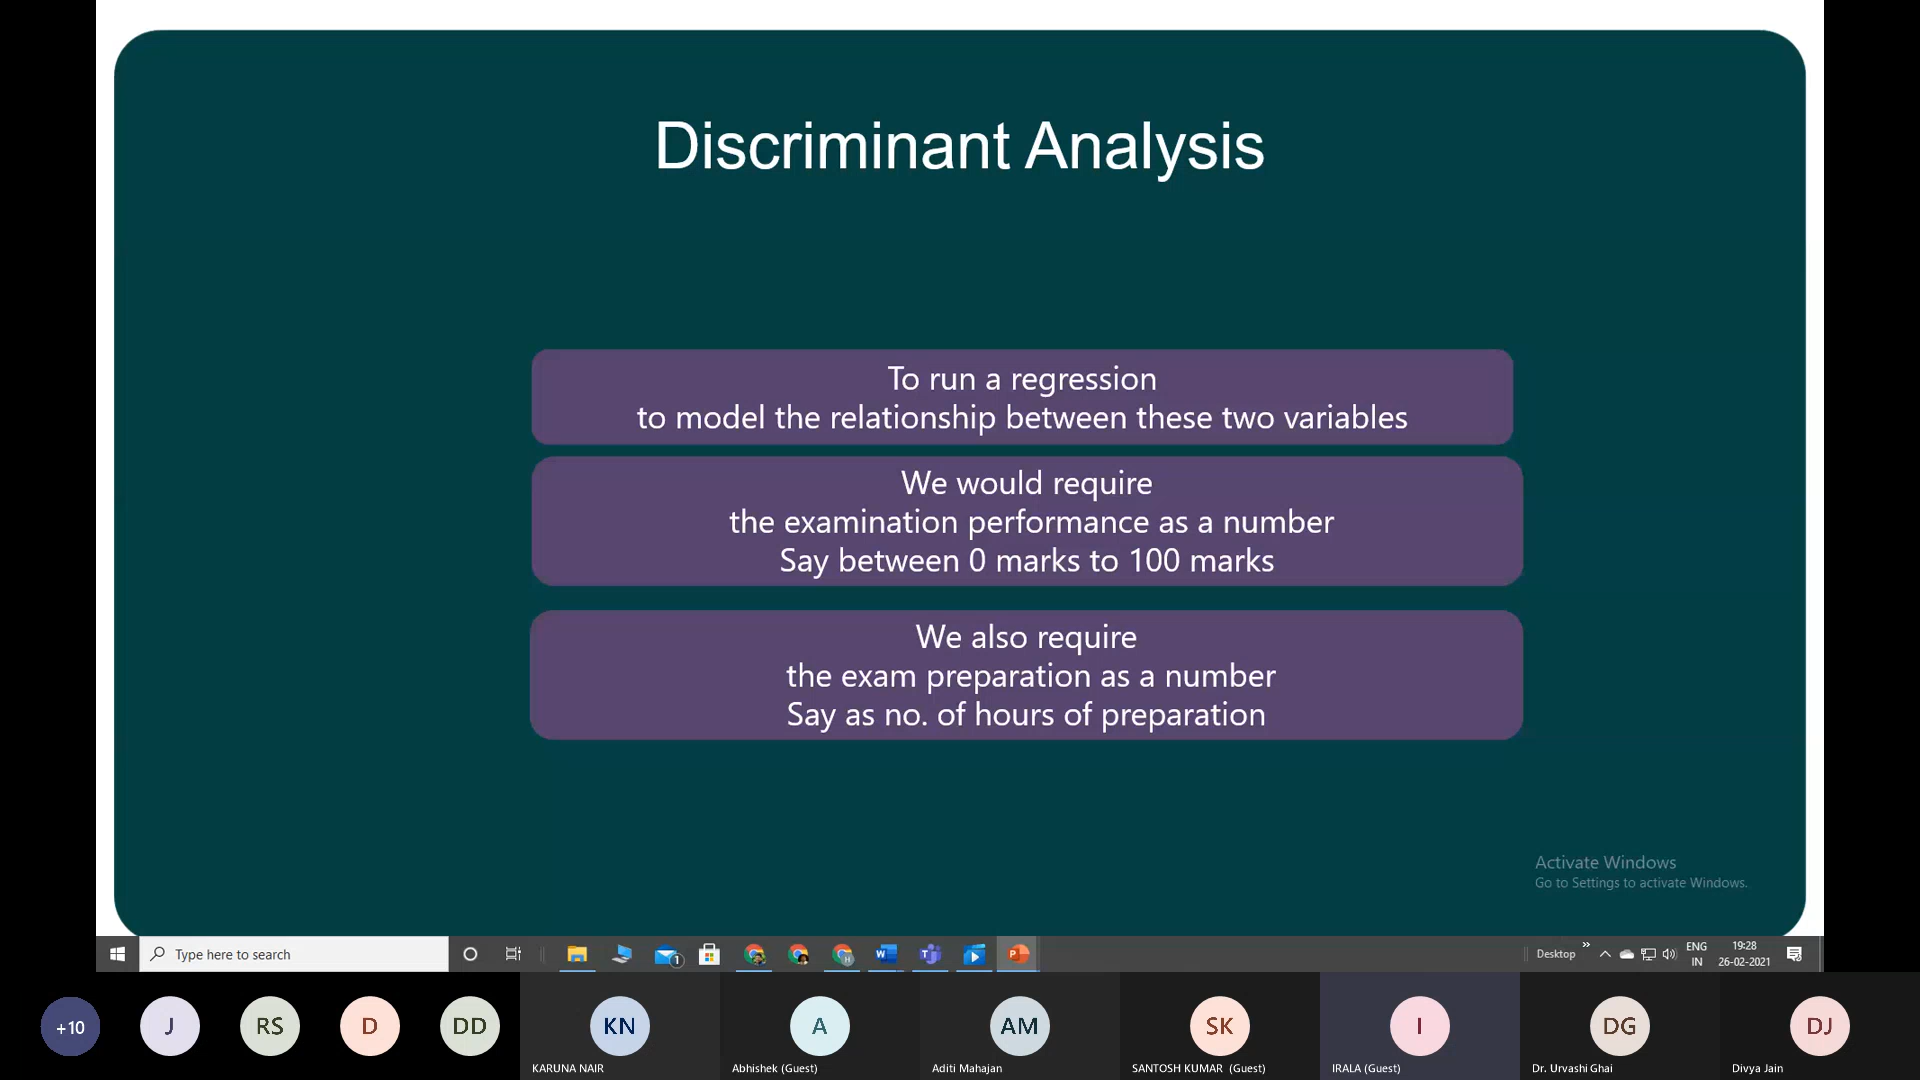 Discriminant Analysis
To run a regression
to model the relationship between these two variables
We would require
the examination performance as a number
Say between 0 marks to 100 marks
We also require
the exam preparation as a number
Say as no. of hours of preparation
Activate Windows
Go to Settings to activate Windows.
Type here to search
1
Desktop
ENG
IN
19:28
26-02-2021
+10
J
RS
D
DD
KN
A
AM
SK
I
DG
DJ
KARUNA NAIR
Abhishek (Guest)
Aditi Mahajan
SANTOSH KUMAR (Guest)
IRALA (Guest)
Dr. Urvashi Ghai
Divya Jain